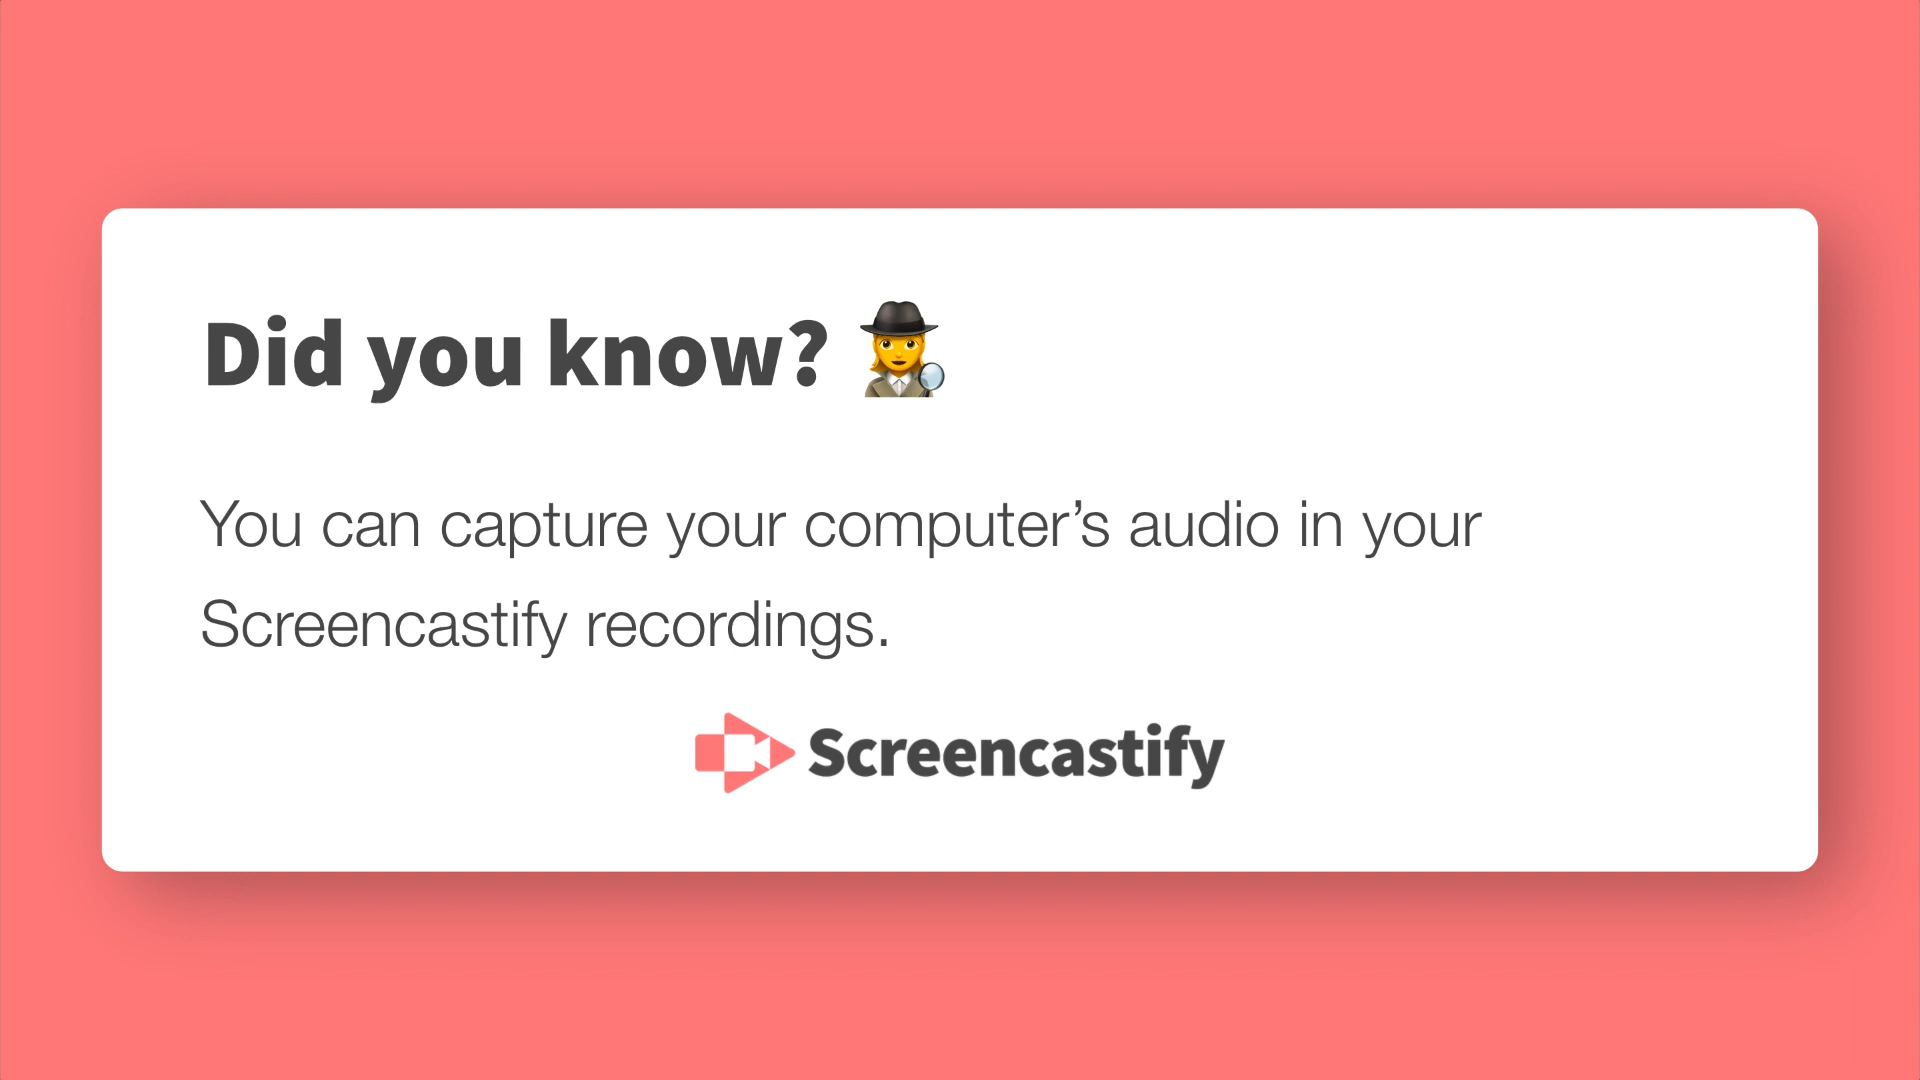 Did you know? 🕵️‍♀️
You can capture your computer’s audio in your
Screencastify recordings.
Screencastify